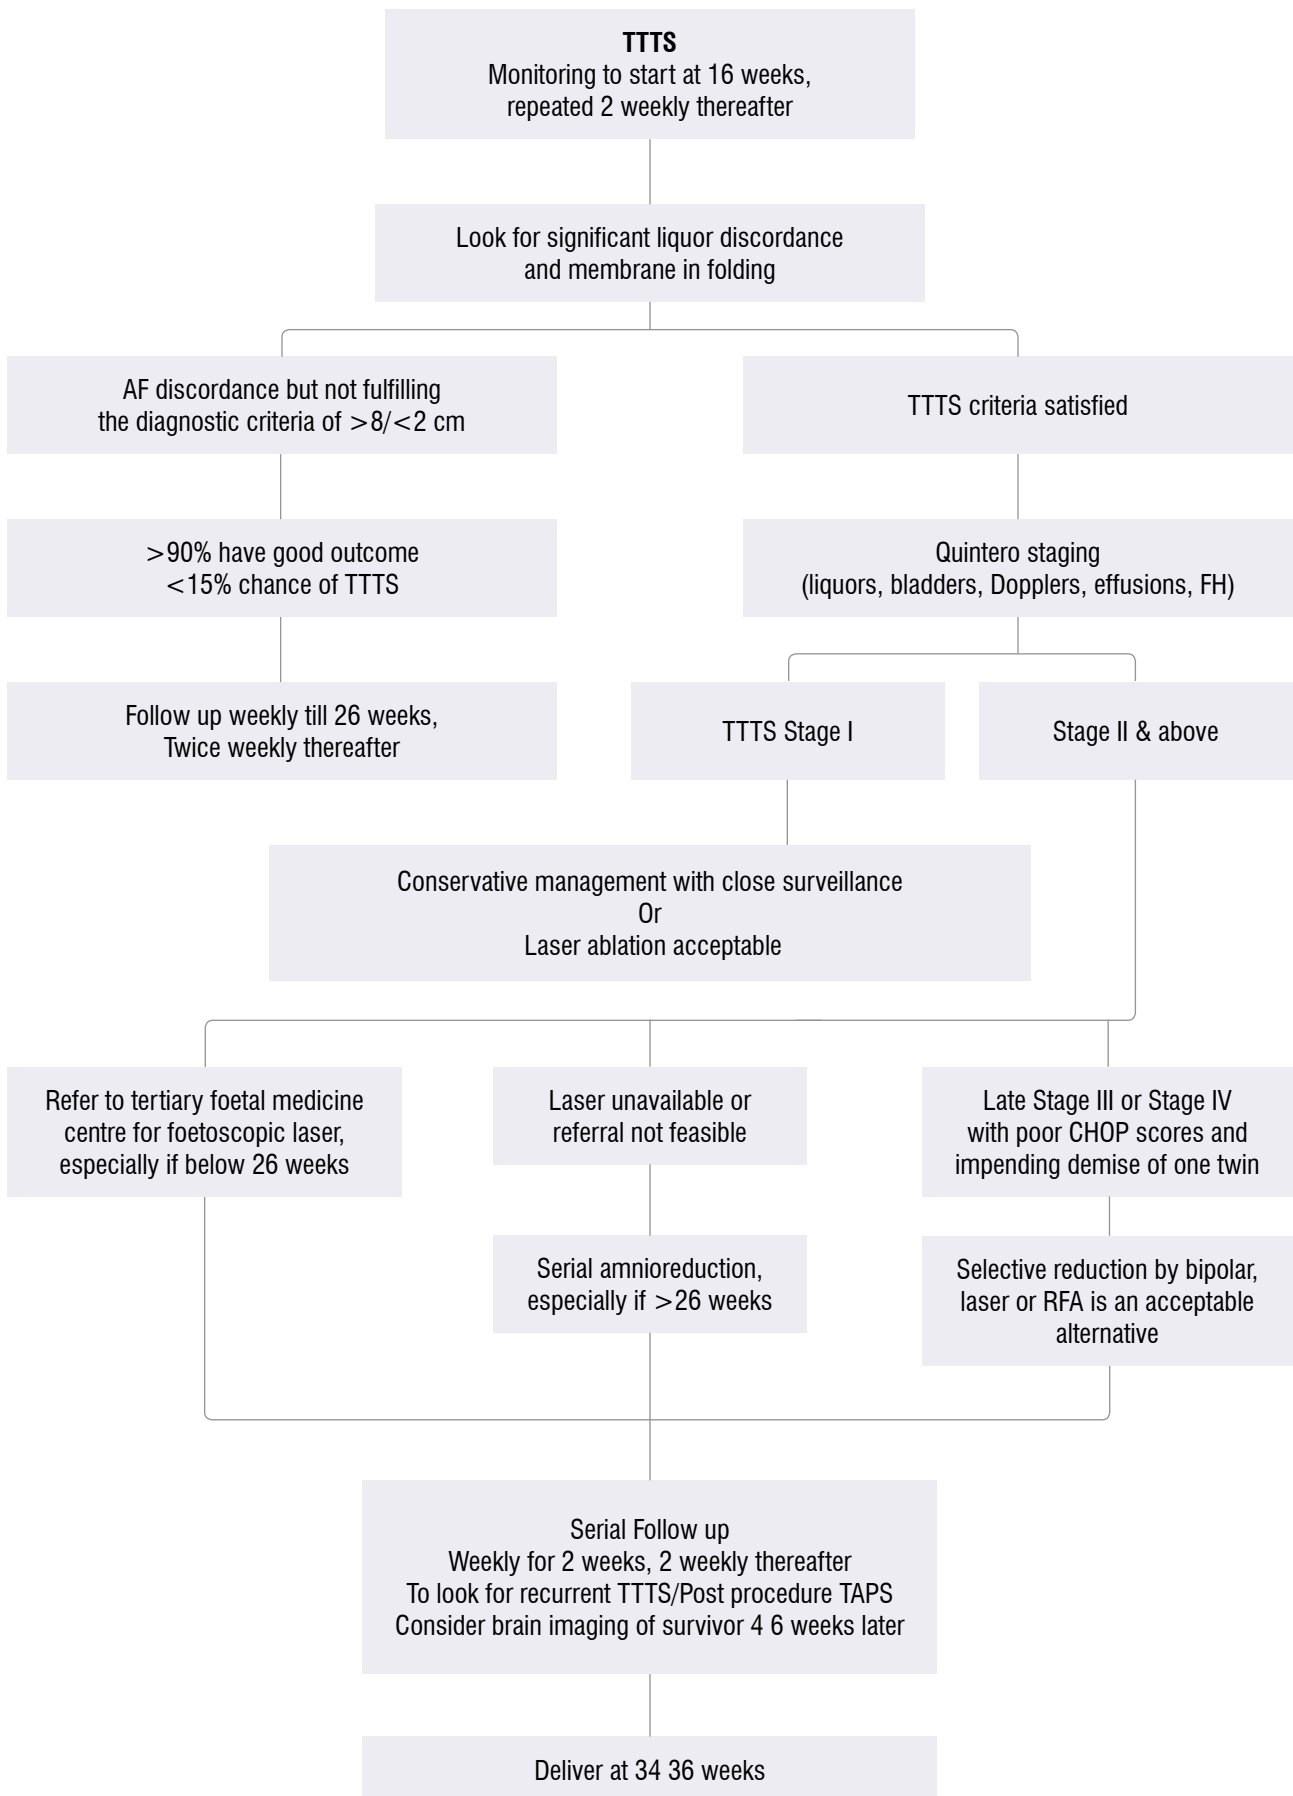 TTTS
Monitoring to start at 16 weeks,
repeated 2 weekly thereafter
Look for significant liquor discordance
and membrane in folding
AF discordance but not fulfilling
the diagnostic criteria of >8/<2 cm
TTTS criteria satisfied
>90% have good outcome
<15% chance of TTTS
Quintero staging
(liquors, bladders, Dopplers, effusions, FH)
Follow up weekly till 26 weeks,
Twice weekly thereafter
TTTS Stage I
Stage II & above
Conservative management with close surveillance
Or
Laser ablation acceptable
Refer to tertiary foetal medicine
centre for foetoscopic laser,
especially if below 26 weeks
Laser unavailable or
referral not feasible
Late Stage III or Stage IV
with poor CHOP scores and
impending demise of one twin
Serial amnioreduction,
especially if >26 weeks
Selective reduction by bipolar,
laser or RFA is an acceptable
alternative
Serial Follow up
Weekly for 2 weeks, 2 weekly thereafter
To look for recurrent TTTS/Post procedure TAPS
Consider brain imaging of survivor 4 6 weeks later
Deliver at 34 36 weeks